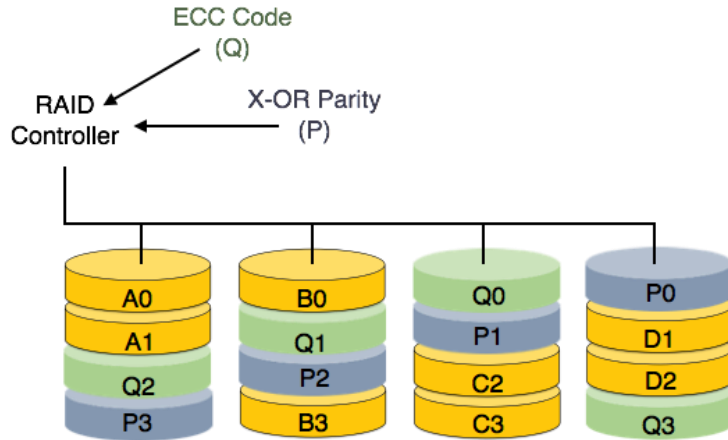 ECC Code
(Q)
X-OR Parity
(P)
RAID
Controller
A0
B0
Q0
P0
A1
Q1
P1
D1
Q2
P2
C2
D2
P3
B3
C3
Q3